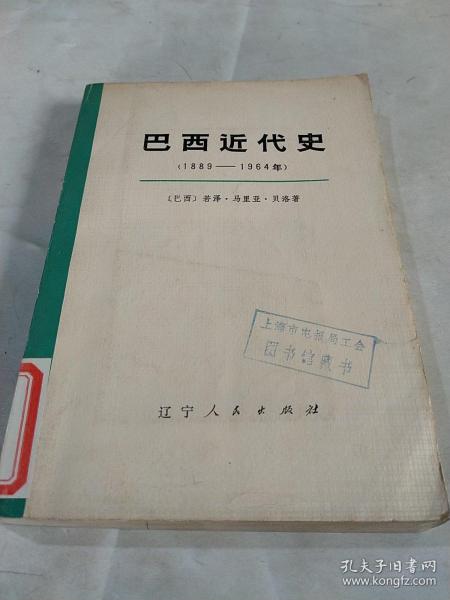 巴西近代史
(1889——1964年)
〔巴西〕若泽·马里亚·贝洛著
上海市电报局工会
图书馆藏书
辽宁人民出版社
孔夫子旧书网
www.kongfz.com